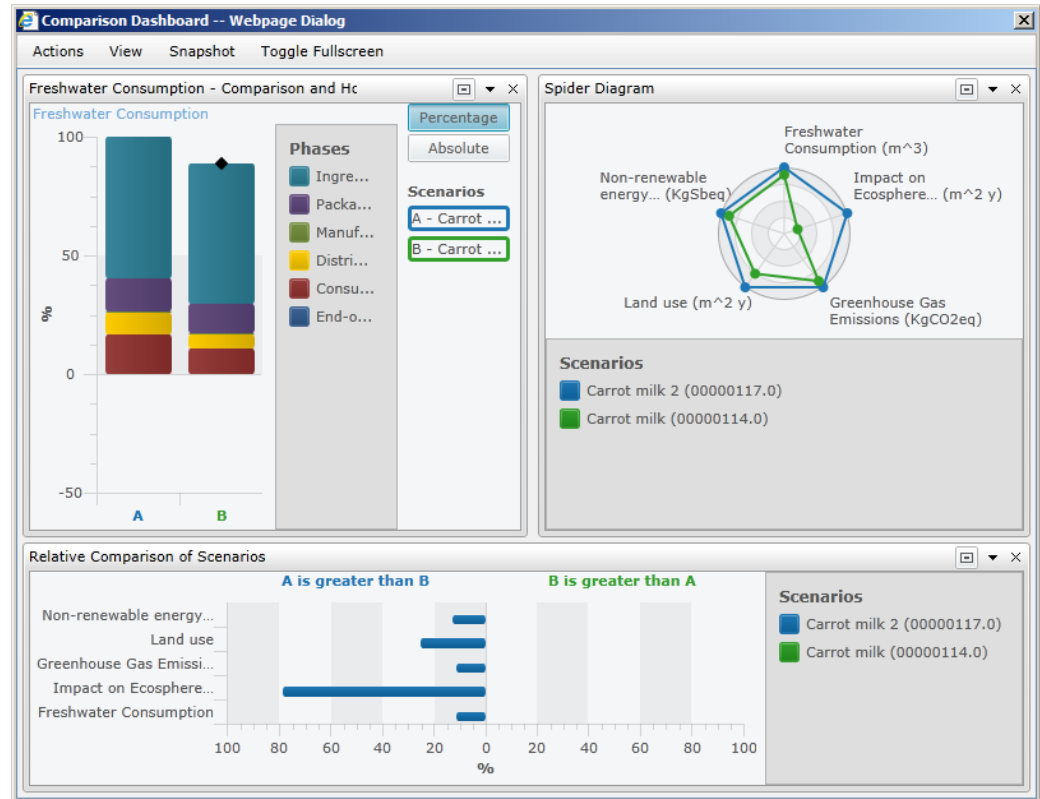 Comparison Dashboard -- Webpage Dialog
Actions View Snapshot Toggle Fullscreen
Freshwater Consumption - Comparison and Hc
Freshwater Consumption
100
50
0
-50
%
A
B
Phases
Ingre...
Packa...
Manuf...
Distri...
Consu...
End-o...
Percentage
Absolute
Scenarios
A - Carrot ...
B - Carrot ...
Spider Diagram
Freshwater
Consumption (m^3)
Impact on
Ecosphere... (m^2 y)
Greenhouse Gas
Emissions (KgCO2eq)
Land use (m^2 y)
Non-renewable
energy... (KgSbeq)
Scenarios
Carrot milk 2 (00000117.0)
Carrot milk (00000114.0)
Relative Comparison of Scenarios
A is greater than B
B is greater than A
Non-renewable energy...
Land use
Greenhouse Gas Emissi...
Impact on Ecosphere...
Freshwater Consumption
100 80 60 40 20 0 20 40 60 80 100
%
Scenarios
Carrot milk 2 (00000117.0)
Carrot milk (00000114.0)